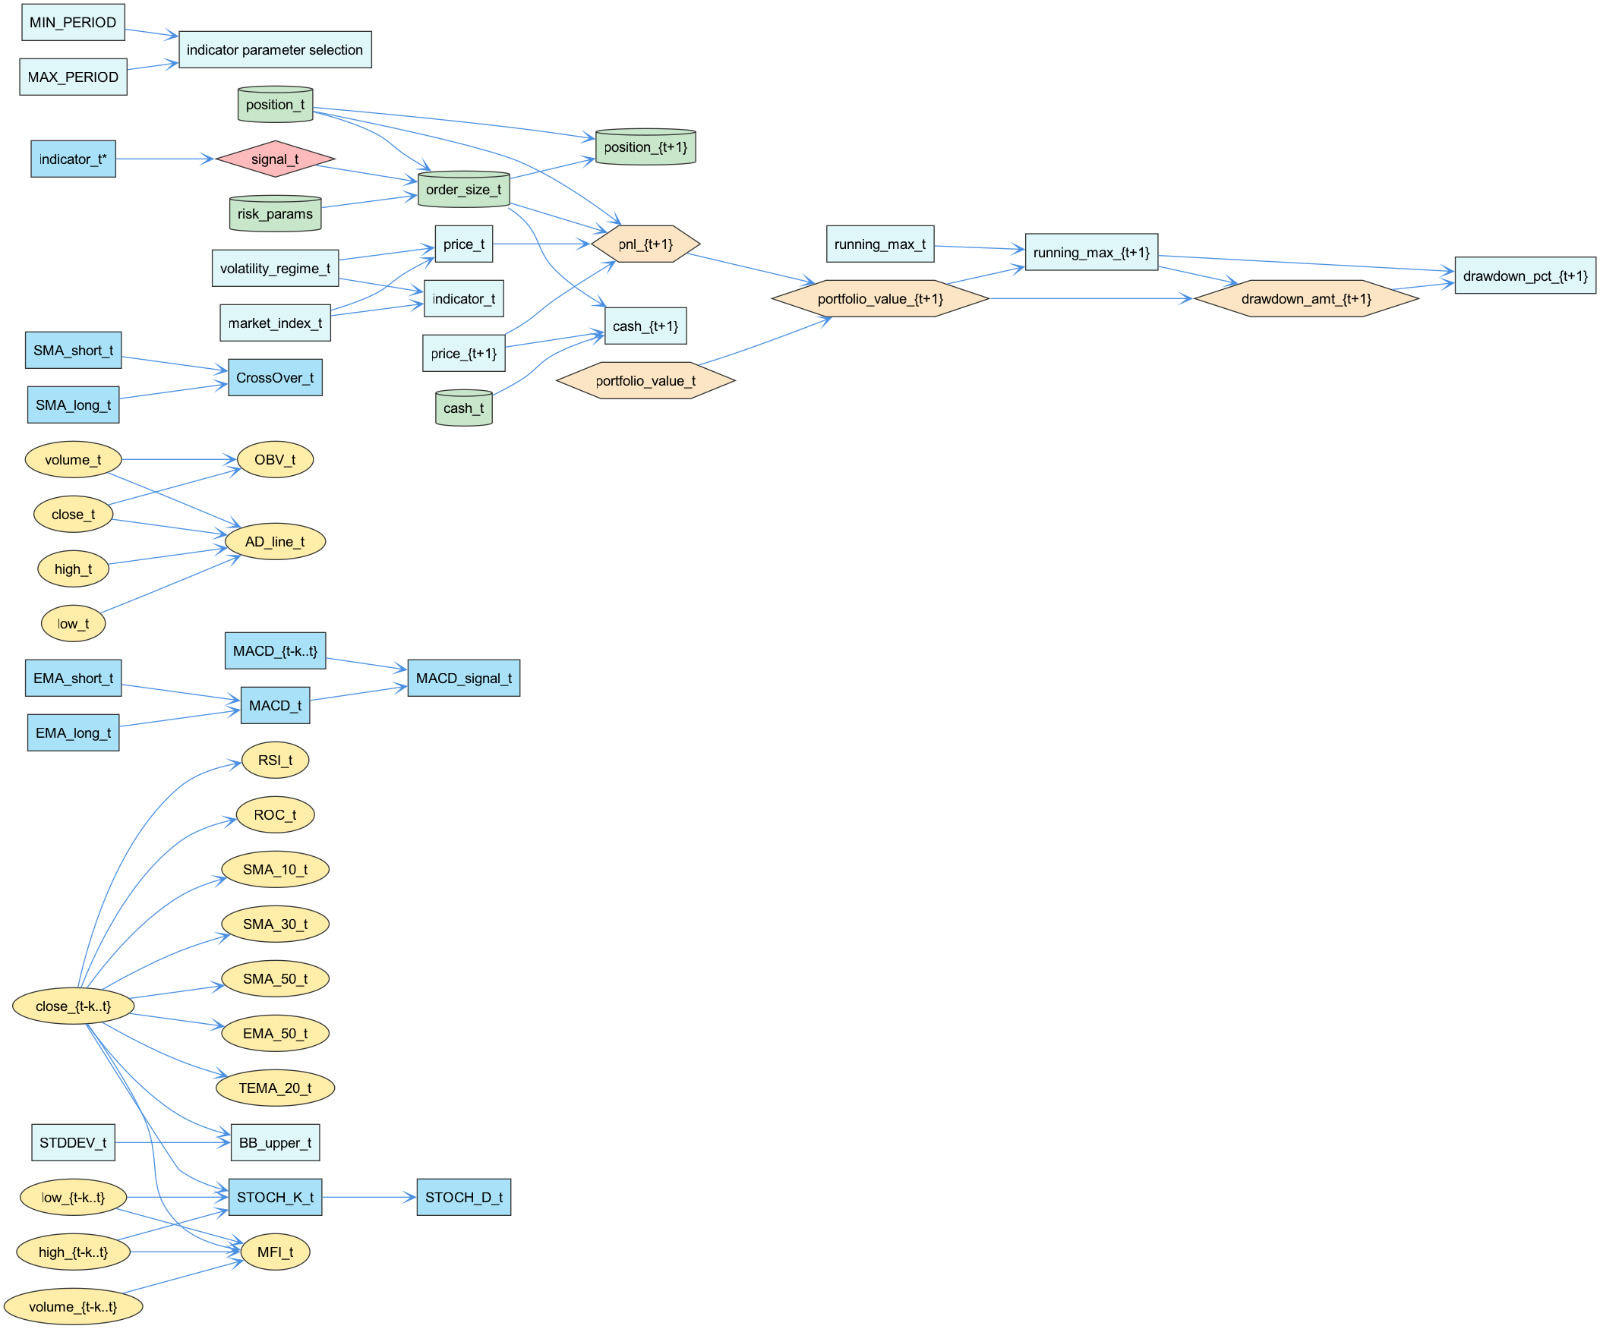 MIN_PERIOD
indicator parameter selection
MAX_PERIOD
position_t
position_{t+1}
indicator_t*
signal_t
order_size_t
risk_params
price_t
pnl_{t+1}
running_max_t
running_max_{t+1}
volatility_regime_t
drawdown_pct_{t+1}
indicator_t
portfolio_value_{t+1}
drawdown_amt_{t+1}
market_index_t
cash_{t+1}
SMA_short_t
price_{t+1}
CrossOver_t
portfolio_value_t
SMA_long_t
cash_t
volume_t
OBV_t
close_t
AD_line_t
high_t
low_t
MACD_{t-k..t}
EMA_short_t
MACD_signal_t
MACD_t
EMA_long_t
RSI_t
ROC_t
SMA_10_t
SMA_30_t
SMA_50_t
close_{t-k..t}
EMA_50_t
TEMA_20_t
STDDEV_t
BB_upper_t
low_{t-k..t}
STOCH_K_t
STOCH_D_t
high_{t-k..t}
MFI_t
volume_{t-k..t}